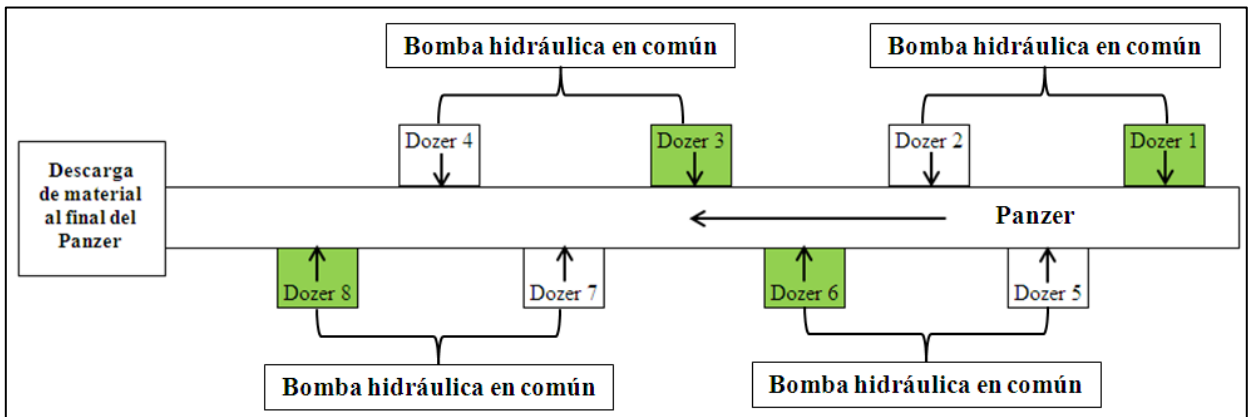 Bomba hidráulica en común
Bomba hidráulica en común
Dozer 4
Dozer 3
Dozer 2
Dozer 1
Descarga
de material
al final del
Panzer
Panzer
Dozer 8
Dozer 7
Dozer 6
Dozer 5
Bomba hidráulica en común
Bomba hidráulica en común